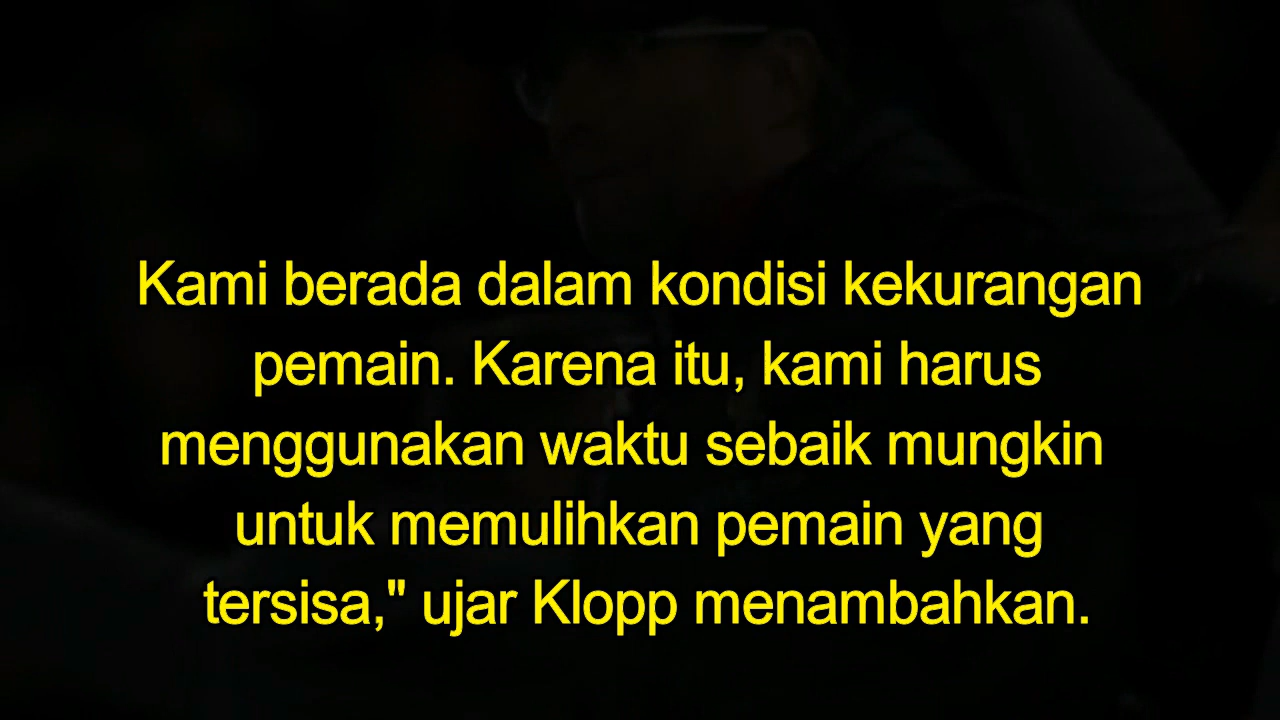 Kami berada dalam kondisi kekurangan
pemain. Karena itu, kami harus
menggunakan waktu sebaik mungkin
untuk memulihkan pemain yang
tersisa," ujar Klopp menambahkan.